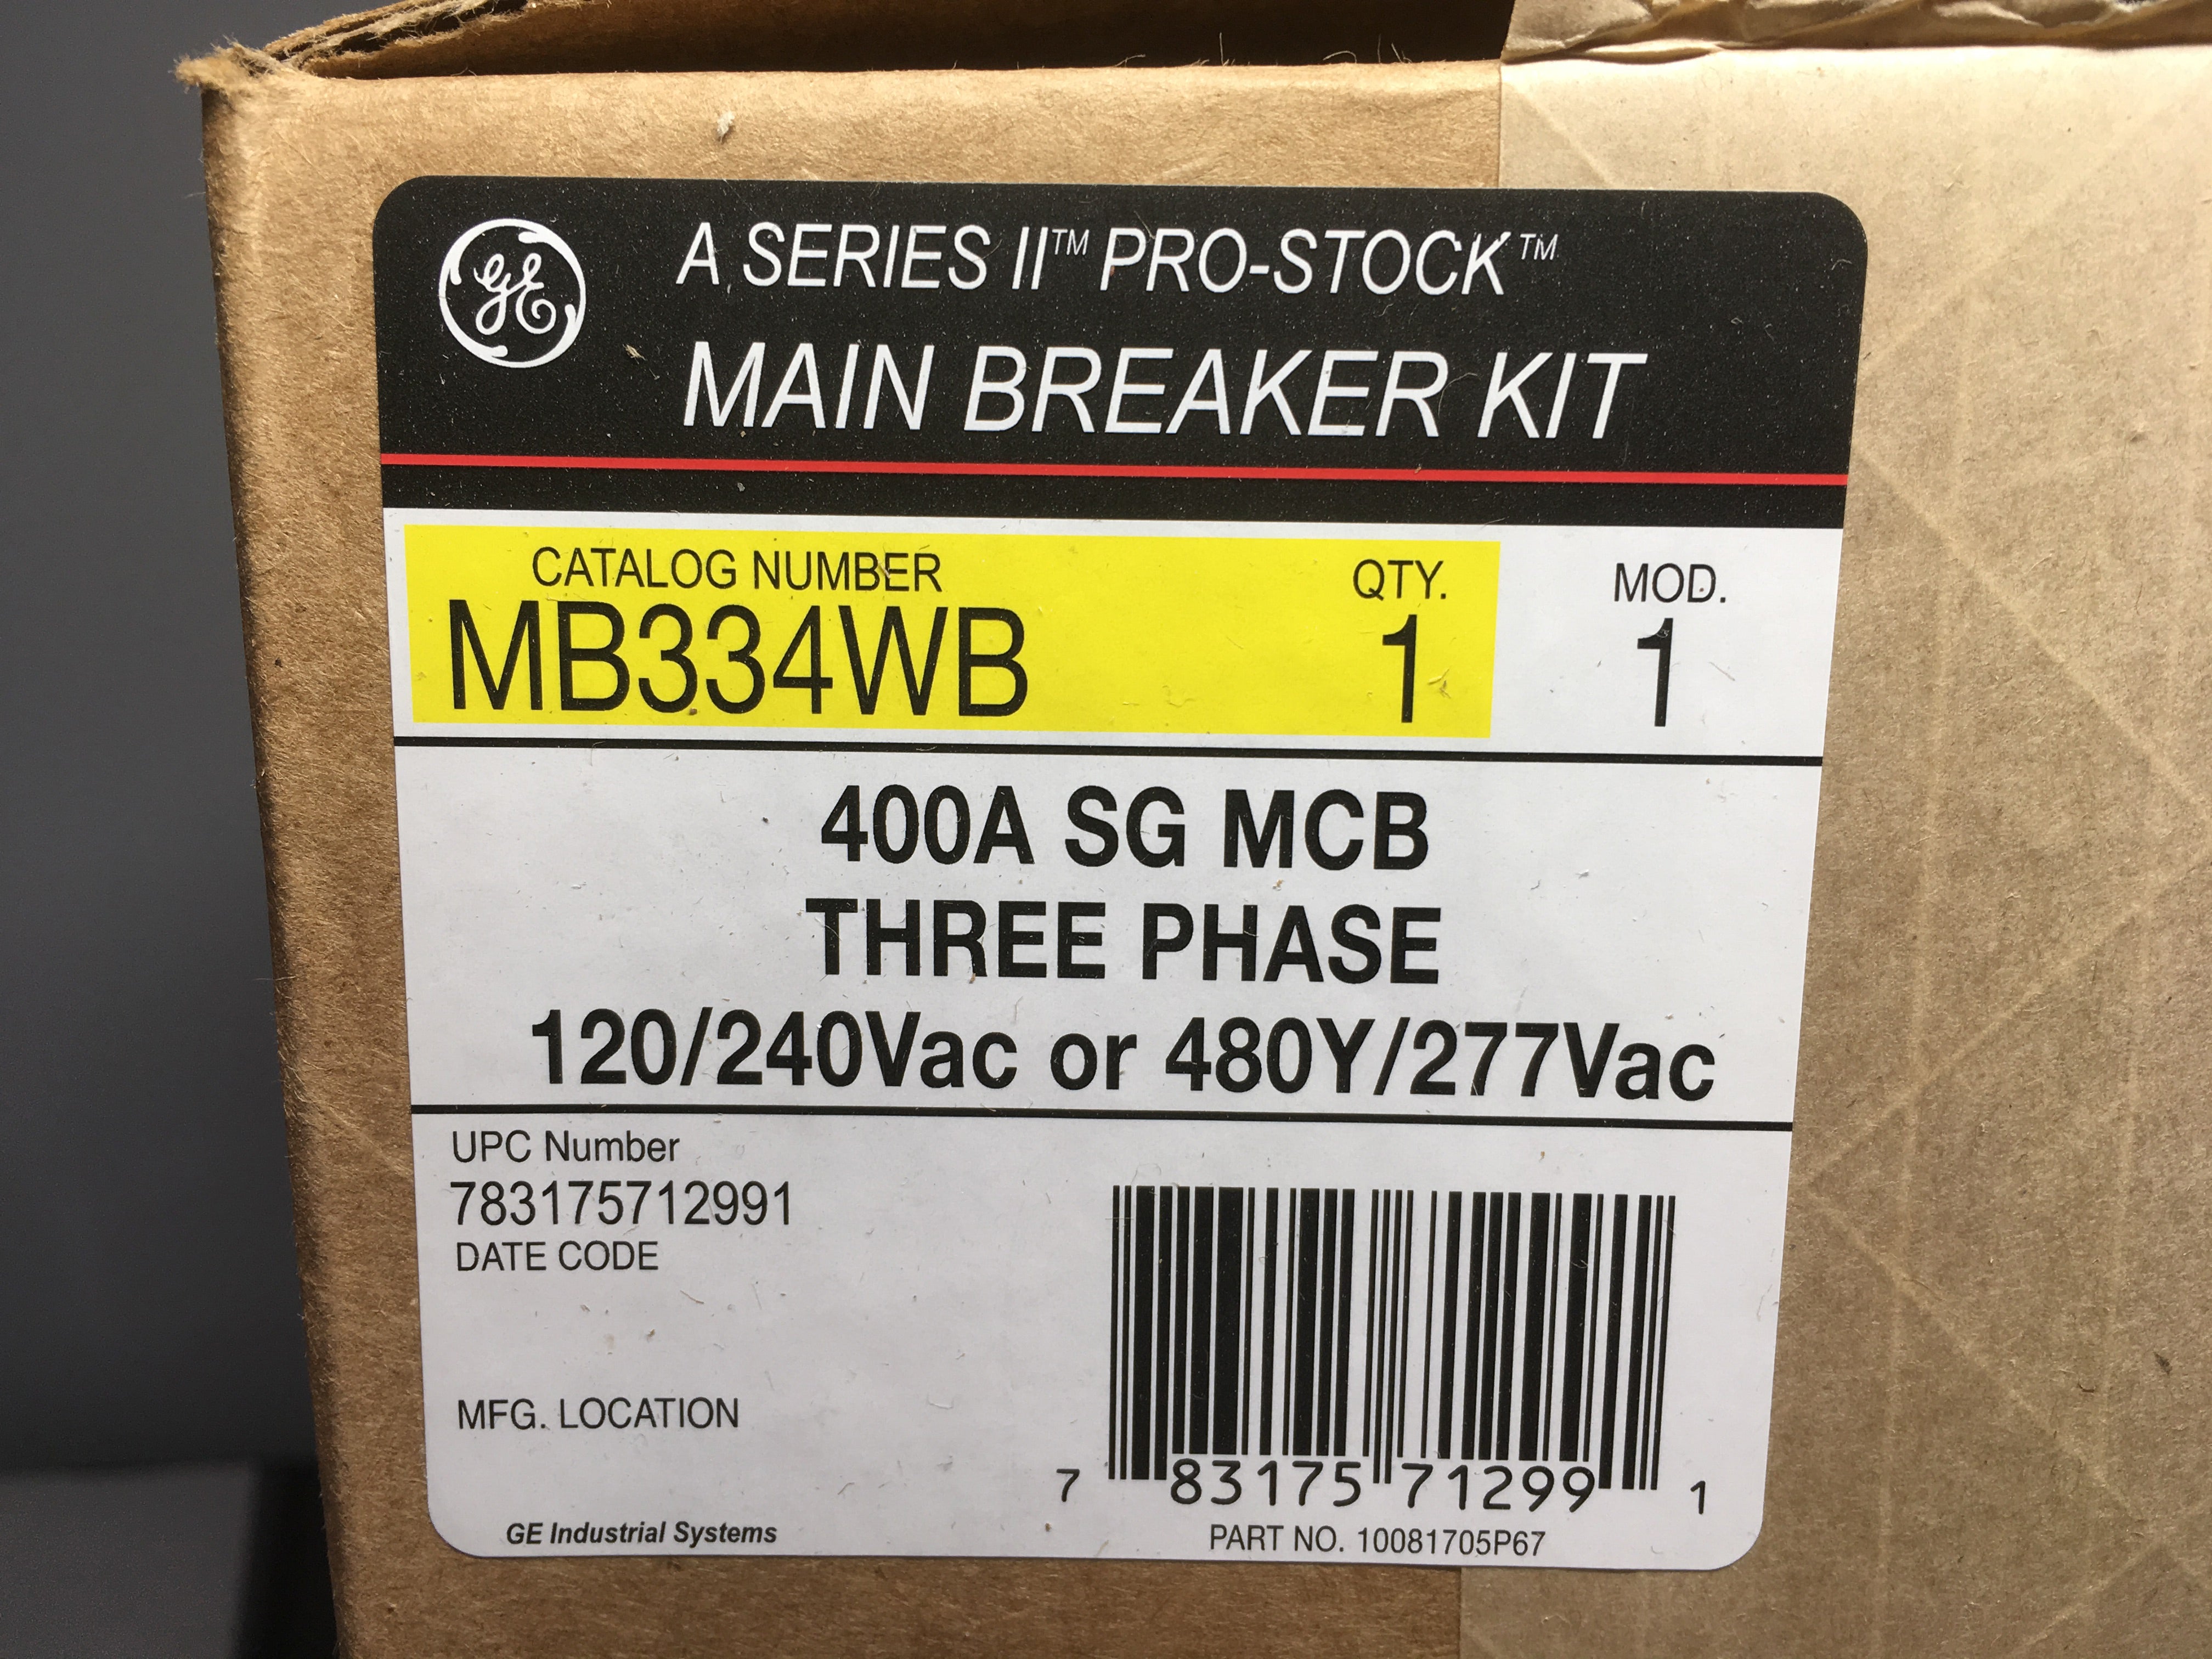 GE
A SERIES II™ PRO-STOCK™
MAIN BREAKER KIT
CATALOG NUMBER QTY. MOD.
MB334WB 1 1
400A SG MCB
THREE PHASE
120/240Vac or 480Y/277Vac
UPC Number
783175712991
DATE CODE
MFG. LOCATION
7 83175 71299 1
GE Industrial Systems
PART NO. 10081705P67